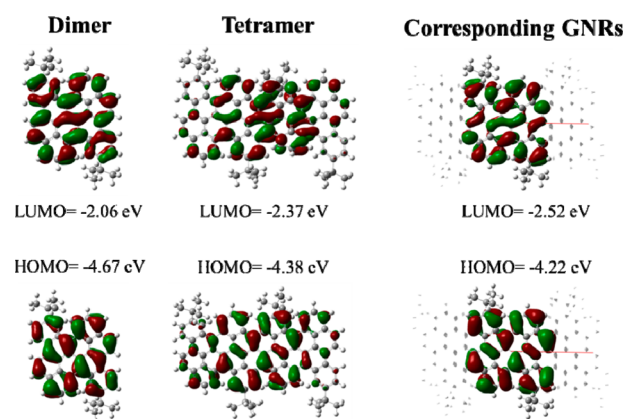 Dimer Tetramer Corresponding GNRs
LUMO= -2.06 eV LUMO= -2.37 eV LUMO= -2.52 eV
HOMO= -4.67 eV HOMO= -4.38 eV HOMO= -4.22 eV